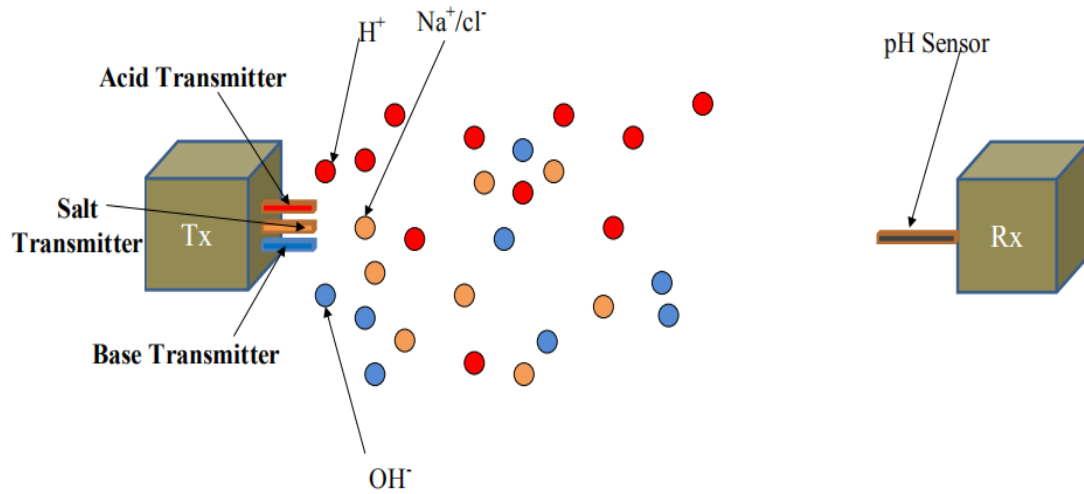 H⁺
Na⁺/cl⁻
pH Sensor
Acid Transmitter
Salt
Transmitter
Tx
Rx
Base Transmitter
OH⁻